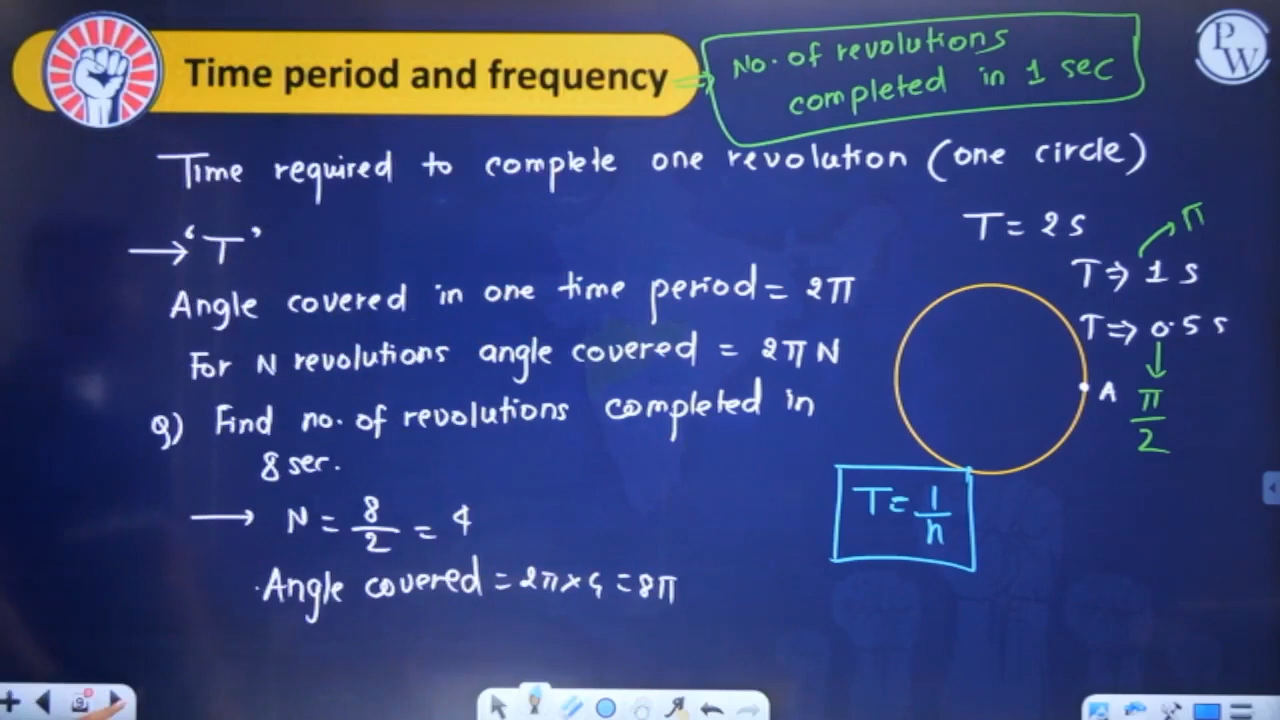 Time period and frequency
No. of revolutions
completed in 1 sec
PW
Time required to complete one revolution (one circle)
→ 'T'
T = 2 s
π
T ⇒ 1 s
Angle covered in one time period = 2π
T ⇒ 0.5 s
For N revolutions angle covered = 2π N
A
π/2
Q) Find no. of revolutions completed in
8 sec.
→ N = 8/2 = 4
T = 1/n
Angle covered = 2π × 4 = 8π